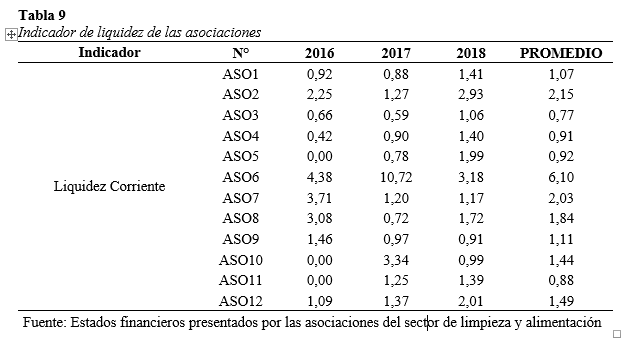 Tabla 9
Indicador de liquidez de las asociaciones
Indicador N° 2016 2017 2018 PROMEDIO
ASO1 0,92 0,88 1,41 1,07
ASO2 2,25 1,27 2,93 2,15
ASO3 0,66 0,59 1,06 0,77
ASO4 0,42 0,90 1,40 0,91
ASO5 0,00 0,78 1,99 0,92
Liquidez Corriente ASO6 4,38 10,72 3,18 6,10
ASO7 3,71 1,20 1,17 2,03
ASO8 3,08 0,72 1,72 1,84
ASO9 1,46 0,97 0,91 1,11
ASO10 0,00 3,34 0,99 1,44
ASO11 0,00 1,25 1,39 0,88
ASO12 1,09 1,37 2,01 1,49
Fuente: Estados financieros presentados por las asociaciones del sector de limpieza y alimentación